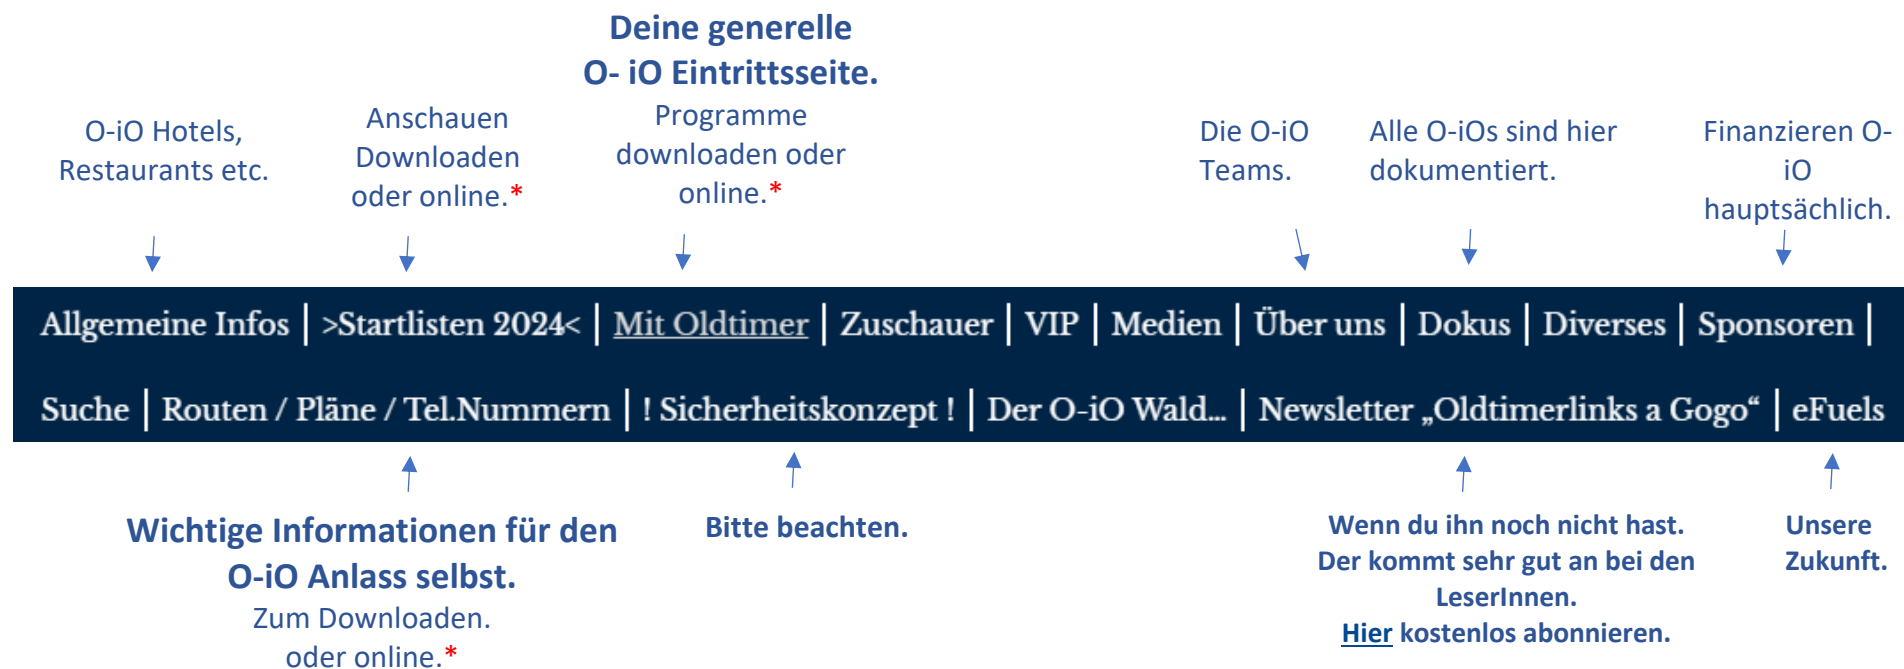 Deine generelle
O- iO Eintrittsseite.
Programme
downloaden oder
online.*
O-iO Hotels,
Restaurants etc.
Anschauen
Downloaden
oder online.*
Die O-iO
Teams.
Alle O-iOs sind hier
dokumentiert.
Finanzieren O-
iO
hauptsächlich.
Allgemeine Infos | >Startlisten 2024< | Mit Oldtimer | Zuschauer | VIP | Medien | Über uns | Dokus | Diverses | Sponsoren |
Suche | Routen / Pläne / Tel.Nummern | ! Sicherheitskonzept ! | Der O-iO Wald... | Newsletter „Oldtimerlinks a Gogo“ | eFuels
Wichtige Informationen für den
O-iO Anlass selbst.
Zum Downloaden.
oder online.*
Bitte beachten.
Wenn du ihn noch nicht hast.
Der kommt sehr gut an bei den
LeserInnen.
Hier kostenlos abonnieren.
Unsere
Zukunft.